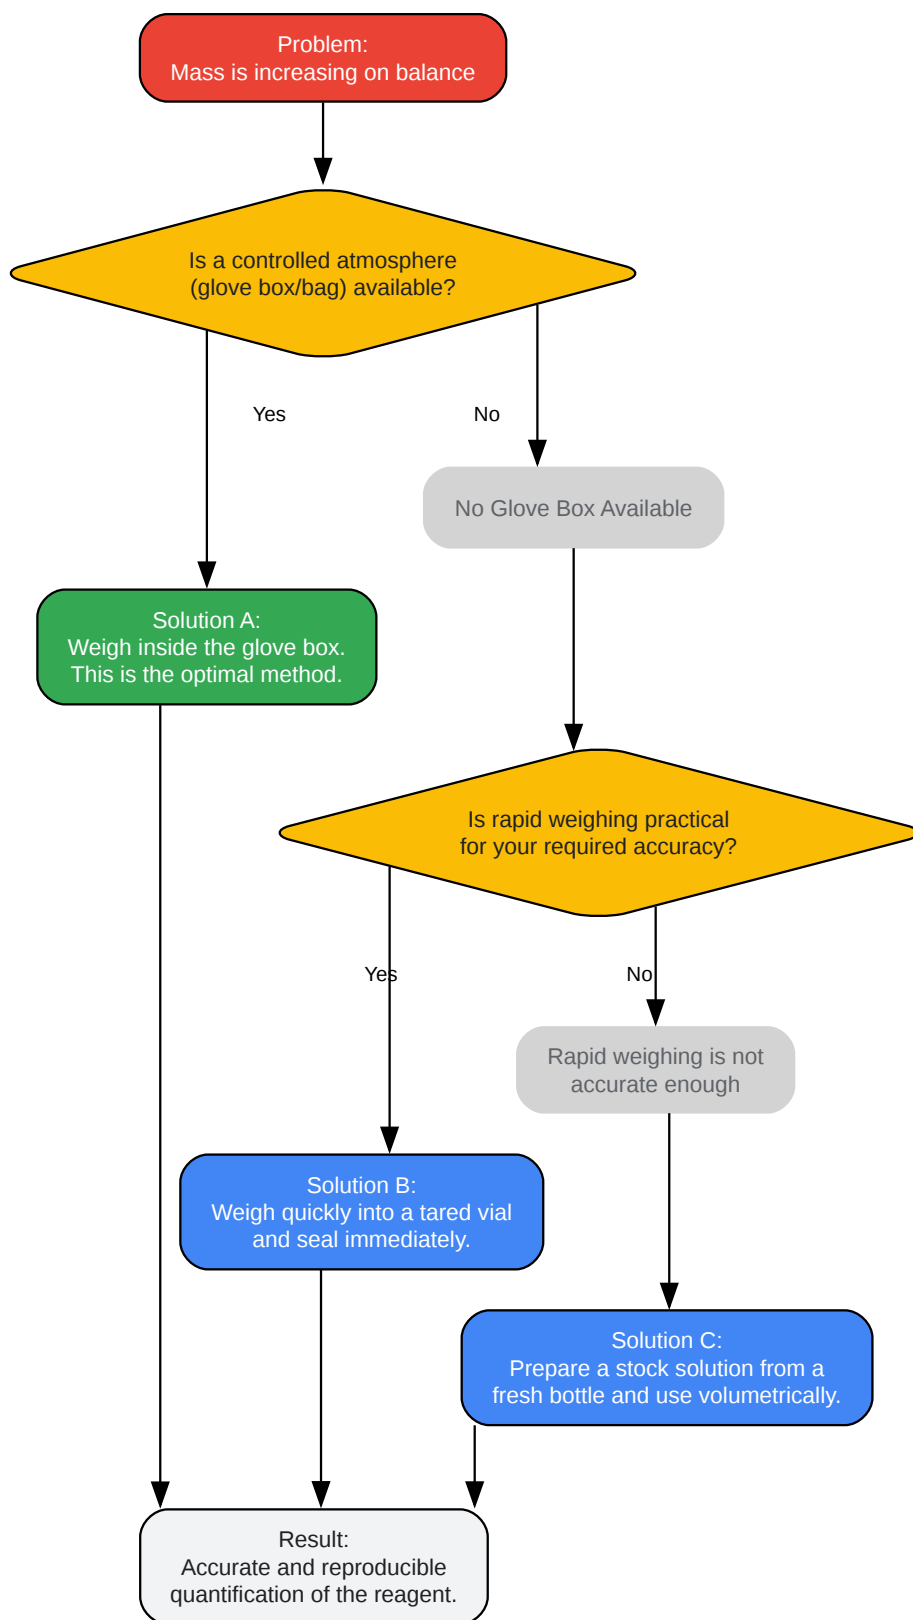 Problem:
Mass is increasing on balance
Is a controlled atmosphere
(glove box/bag) available?
Yes
No
No Glove Box Available
Solution A:
Weigh inside the glove box.
This is the optimal method.
Is rapid weighing practical
for your required accuracy?
Yes
No
Rapid weighing is not
accurate enough
Solution B:
Weigh quickly into a tared vial
and seal immediately.
Solution C:
Prepare a stock solution from a
fresh bottle and use volumetrically.
Result:
Accurate and reproducible
quantification of the reagent.